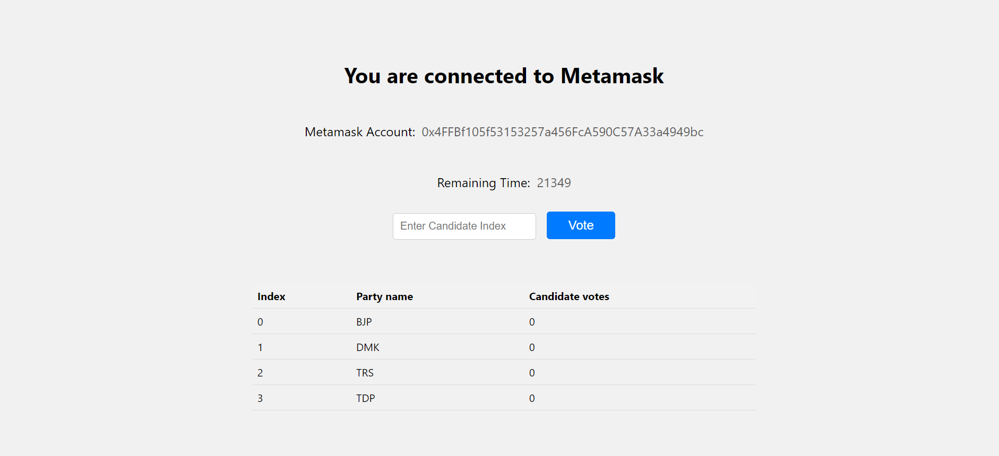 You are connected to Metamask
Metamask Account: 0x4FFBf105f53153257a456FcA590C57A33a4949bc
Remaining Time: 21349
Enter Candidate Index Vote
Index Party name Candidate votes
0 BJP 0
1 DMK 0
2 TRS 0
3 TDP 0